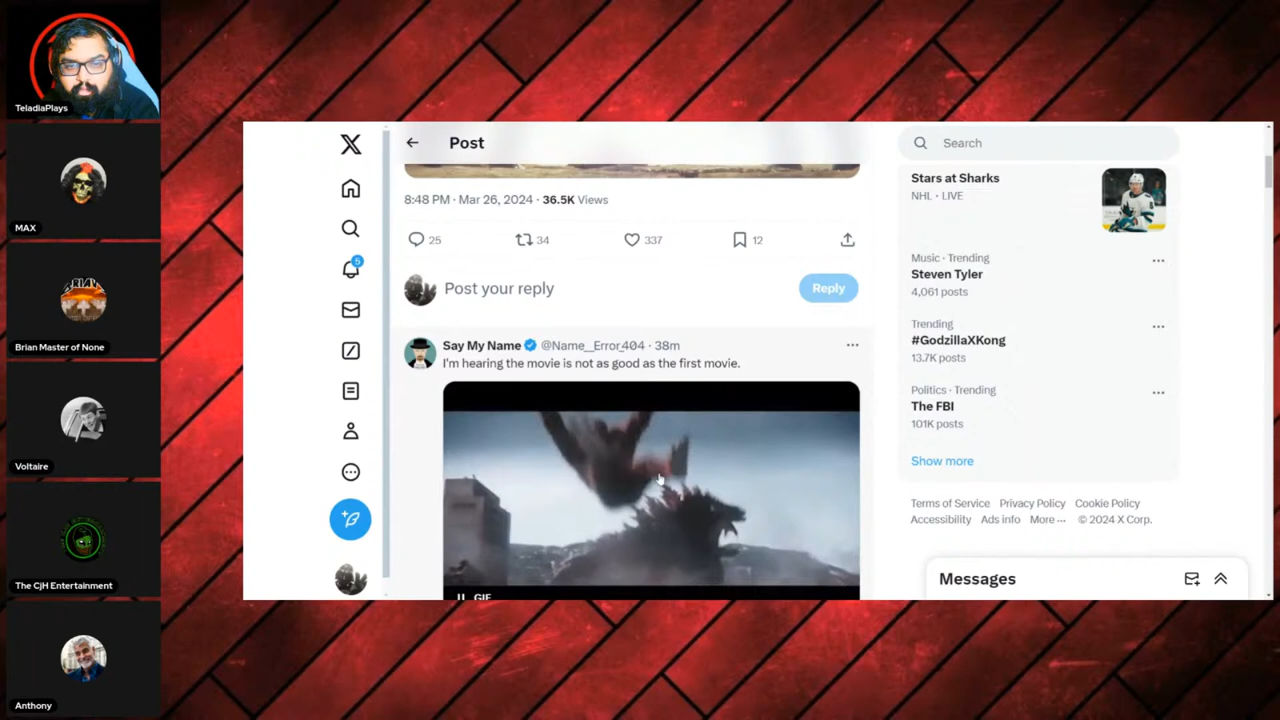 TeladiaPlays
MAX
BRIAN
Brian Master of None
Voltaire
The CjH Entertainment
Anthony
X
Post
8:48 PM · Mar 26, 2024 · 36.5K Views
25
34
337
12
5
Post your reply
Reply
Say My Name @Name__Error_404 · 38m
I'm hearing the movie is not as good as the first movie.
GIF
Search
Stars at Sharks
NHL · LIVE
Music · Trending
Steven Tyler
4,061 posts
Trending
#GodzillaXKong
13.7K posts
Politics · Trending
The FBI
101K posts
Show more
Terms of Service Privacy Policy Cookie Policy
Accessibility Ads info More ··· © 2024 X Corp.
Messages